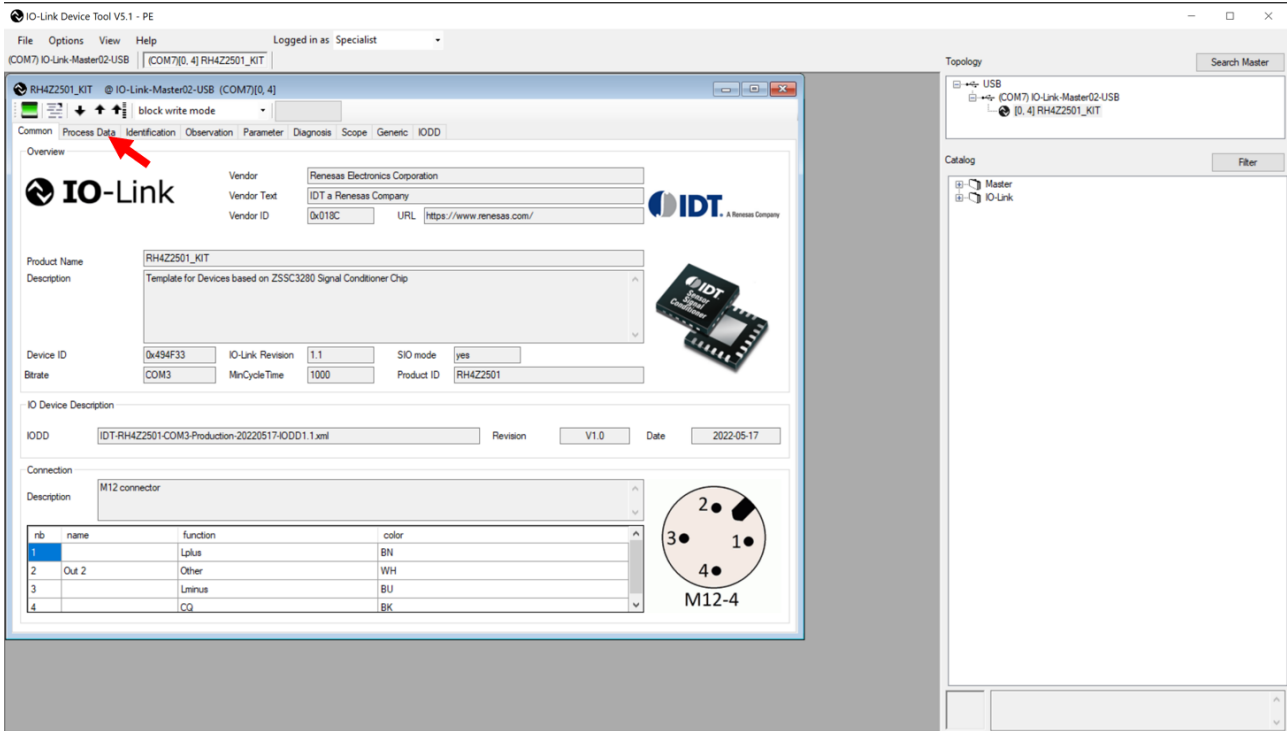 IO-Link Device Tool V5.1 - PE
File Options View Help Logged in as Specialist
(COM7) IO-Link-Master02-USB (COM7)[0, 4] RH4Z2501_KIT
RH4Z2501_KIT @ IO-Link-Master02-USB (COM7)[0, 4]
block write mode
Common Process Data Identification Observation Parameter Diagnosis Scope Generic IODD
Overview
IO-Link
Vendor Renesas Electronics Corporation
Vendor Text IDT a Renesas Company
Vendor ID 0x018C URL https://www.renesas.com/
IDT. A Renesas Company
Product Name RH4Z2501_KIT
Description Template for Devices based on ZSSC3280 Signal Conditioner Chip
IDT
Sensor
Signal
Conditioner
Device ID 0x494F33 IO-Link Revision 1.1 SIO mode yes
Bitrate COM3 MinCycleTime 1000 Product ID RH4Z2501
IO Device Description
IODD IDT-RH4Z2501-COM3-Production-20220517-IODD1.1.xml Revision V1.0 Date 2022-05-17
Connection
Description M12 connector
nb name function color
1 Lplus BN
2 Out 2 Other WH
3 Lminus BU
4 CQ BK
2
3 1
4
M12-4
Topology Search Master
USB
(COM7) IO-Link-Master02-USB
[0, 4] RH4Z2501_KIT
Catalog Filter
Master
IO-Link